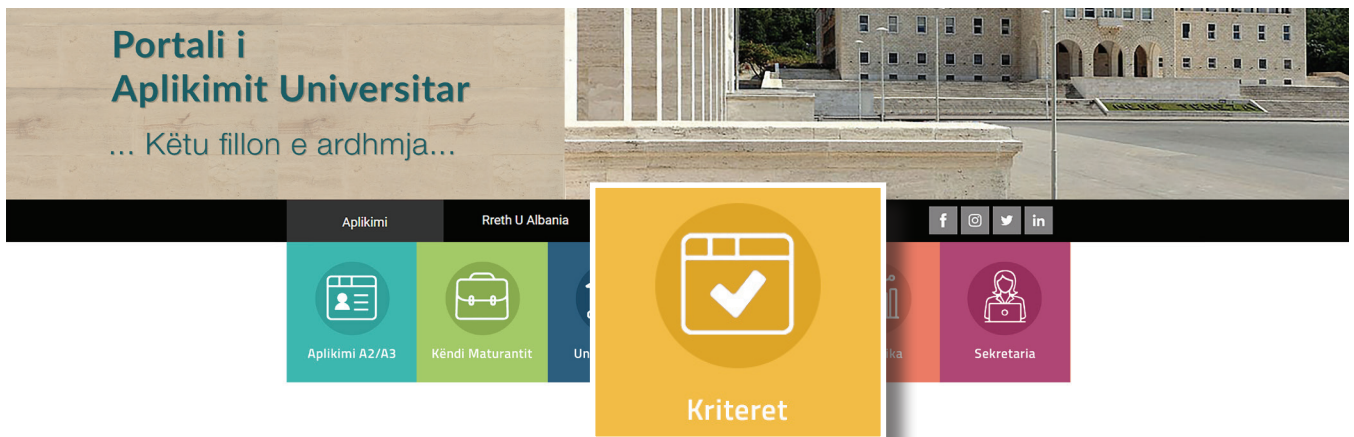 Portali i
Aplikimit Universitar
... Këtu fillon e ardhmja...
Aplikimi
Rreth U Albania
Aplikimi A2/A3
Këndi Maturantit
Kriteret
Sekretaria